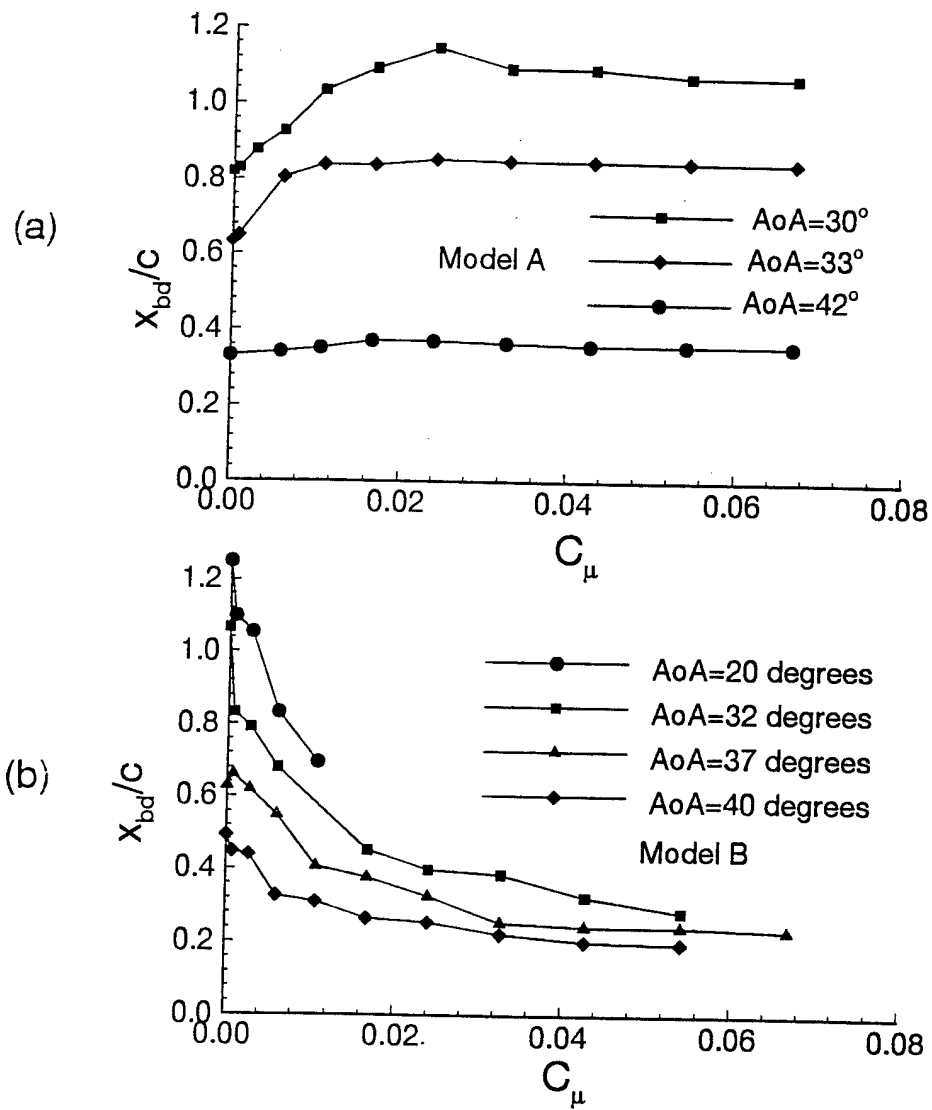 (a)
x_bd/c
1.2
1.0
0.8
0.6
0.4
0.2
0.0
Model A
AoA=30°
AoA=33°
AoA=42°
0.00 0.02 0.04 0.06 0.08
C_μ
(b)
x_bd/c
1.2
1.0
0.8
0.6
0.4
0.2
0.0
AoA=20 degrees
AoA=32 degrees
AoA=37 degrees
AoA=40 degrees
Model B
0.00 0.02. 0.04 0.06 0.08
C_μ